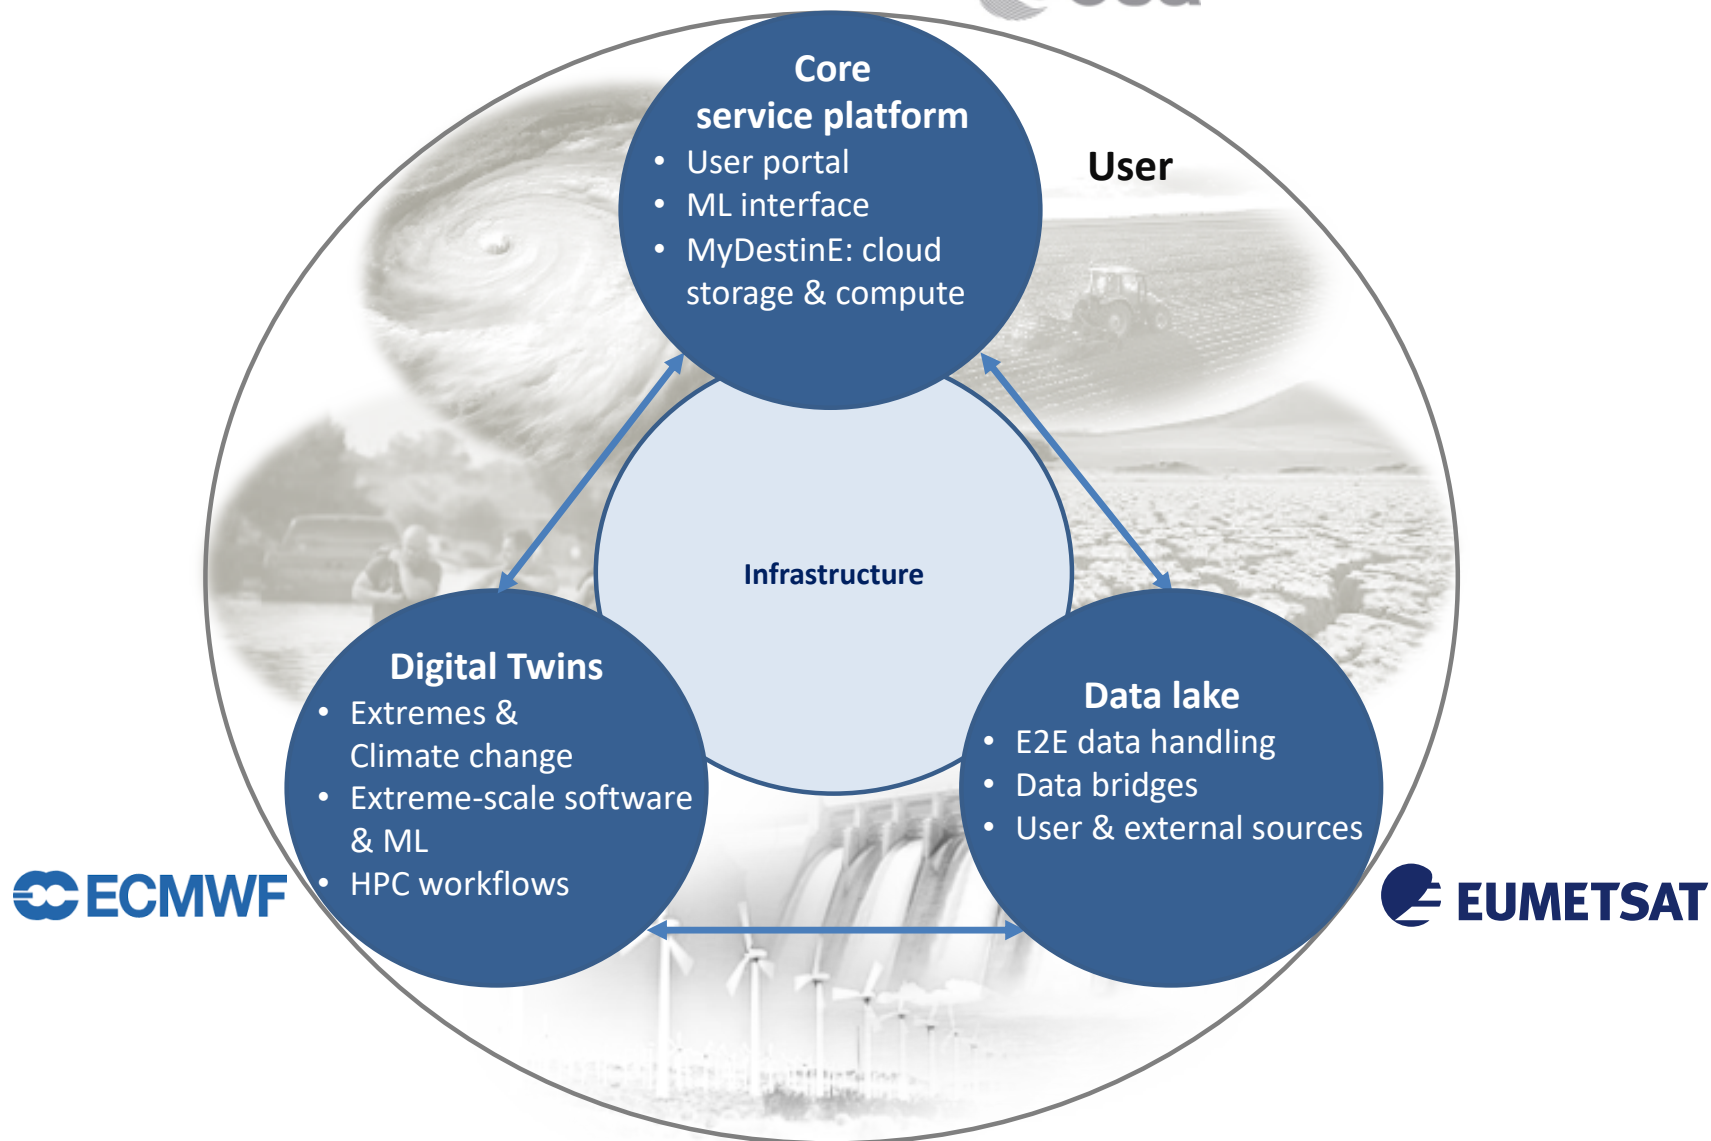 Core
service platform
• User portal
• ML interface
• MyDestinE: cloud
storage & compute
User
Infrastructure
Digital Twins
• Extremes &
Climate change
• Extreme-scale software
& ML
• HPC workflows
Data lake
• E2E data handling
• Data bridges
• User & external sources
ECMWF
EUMETSAT